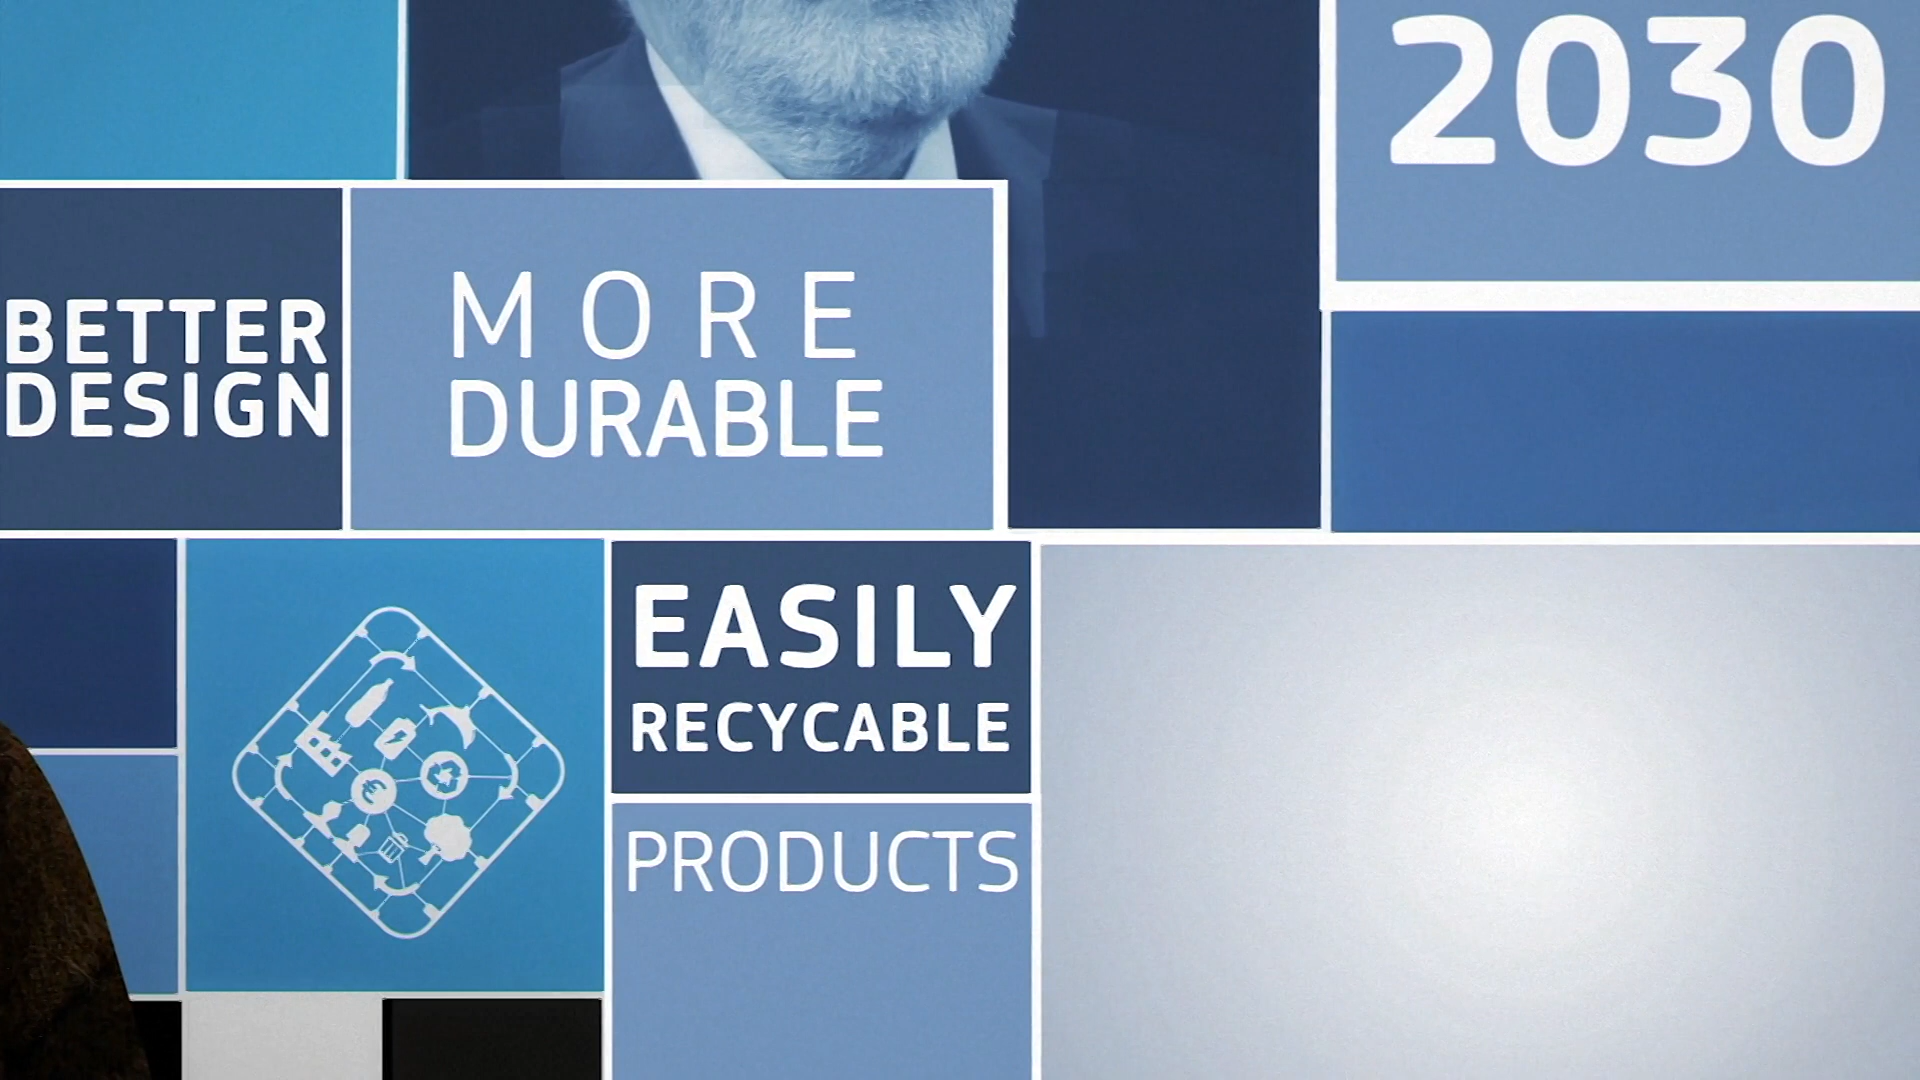 2030
BETTER
DESIGN
MORE
DURABLE
EASILY
RECYCABLE
PRODUCTS
€